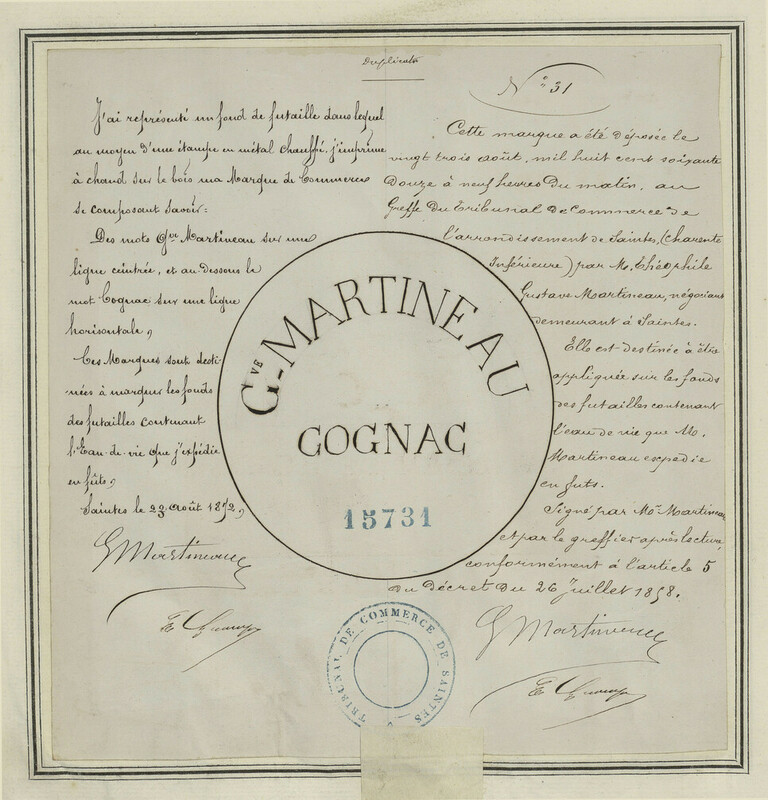 Duplicata
J'ai représenté un fond de futaille dans lequel
au moyen d'une étampe en métal chauffé, j'imprime
à chaud sur le bois ma Marque de Commerce
se composant savoir:
Des mots Gve Martineau sur une
ligne ceintrée, et au-dessous le
mot Cognac sur une ligne
horisontale,
Ces Marques sont desti-
nées à marquer les fonds
des futailles contenant
l'Eau-de-vie que j'expédie
en fûts,
Saintes le 23 Août 1872,
G Martineau
N° 31
Cette marque a été déposée le
vingt trois août, mil huit cent soixante
douze à neuf heures du matin, au
Greffe du Tribunal de Commerce de
l'arrondissement de Saintes, (Charente
Inférieure) par M. Théophile
Gustave Martineau, négociant
demeurant à Saintes.
Elle est destinée à être
appliquée sur les fonds
des futailles contenant
l'eau de vie que M.
Martineau expédie
en futs.
Signé par Mr Martineau
et par le greffier après lecture,
conformément à l'article 5
du Décret du 26 Juillet 1858.
G Martineau
GVE-MARTINEAU
COGNAC
15731
TRIBUNAL DE COMMERCE DE SAINTES